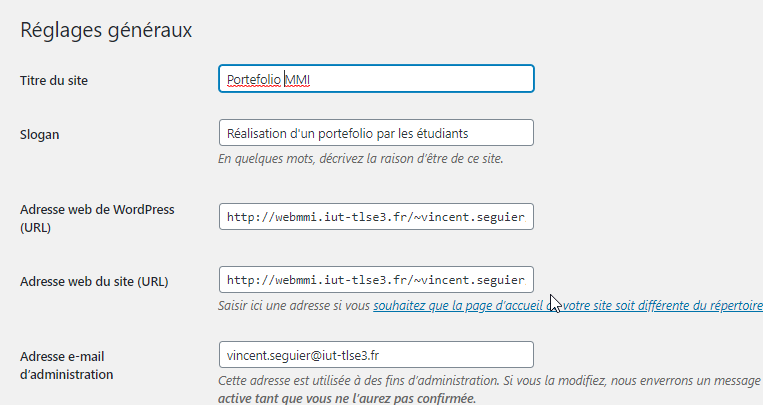 Réglages généraux
Titre du site
Portefolio MMI
Slogan
Réalisation d'un portefolio par les étudiants
En quelques mots, décrivez la raison d'être de ce site.
Adresse web de WordPress
(URL)
http://webmmi.iut-tlse3.fr/~vincent.seguier
Adresse web du site (URL)
http://webmmi.iut-tlse3.fr/~vincent.seguier
Saisir ici une adresse si vous souhaitez que la page d'accueil de votre site soit différente du répertoire
Adresse e-mail
d'administration
vincent.seguier@iut-tlse3.fr
Cette adresse est utilisée à des fins d'administration. Si vous la modifiez, nous enverrons un message
active tant que vous ne l'aurez pas confirmée.